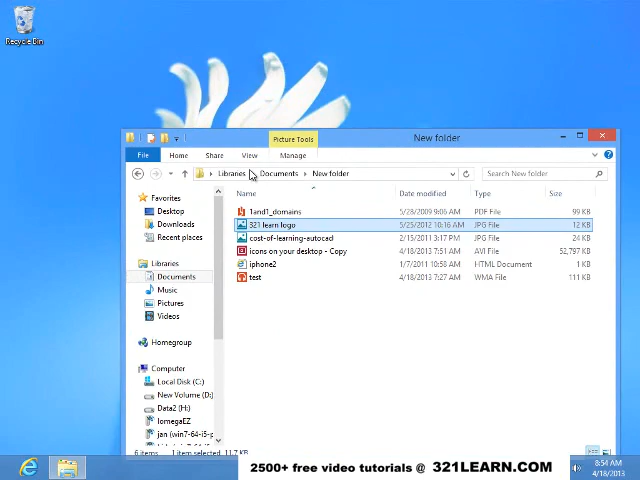 Recycle Bin
Picture Tools
New folder
File
Home
Share
View
Manage
Libraries
Documents
New folder
Search New folder
Name
Date modified
Type
Size
1and1_domains 5/28/2009 9:06 AM PDF File 99 KB
321 learn logo 5/25/2012 10:16 AM JPG File 12 KB
cost-of-learning-autocad 2/15/2011 3:17 PM JPG File 24 KB
icons on your desktop - Copy 4/18/2013 7:51 AM AVI File 52,797 KB
iphone2 1/7/2011 10:58 AM HTML Document 1 KB
test 4/18/2013 7:27 AM WMA File 111 KB
Favorites
Desktop
Downloads
Recent places
Libraries
Documents
Music
Pictures
Videos
Homegroup
Computer
Local Disk (C:)
New Volume (D:)
Data2 (H:)
IomegaEZ
jan (win7-64-i5-p
6 items 1 item selected 11.7 KB
2500+ free video tutorials @ 321LEARN.COM
8:54 AM
4/18/2013